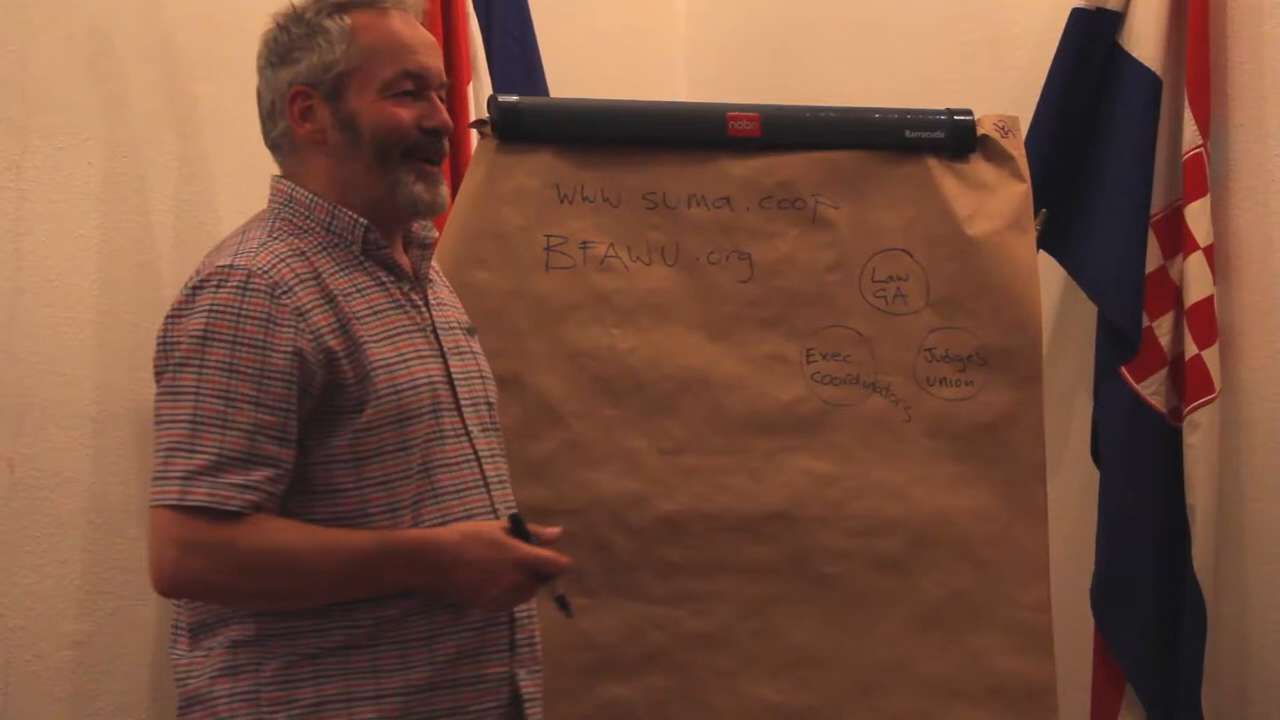 nobo
Barracuda
www suma.coop
BFAWU.org
Law
GA
Exec
coordinators
Judges
union